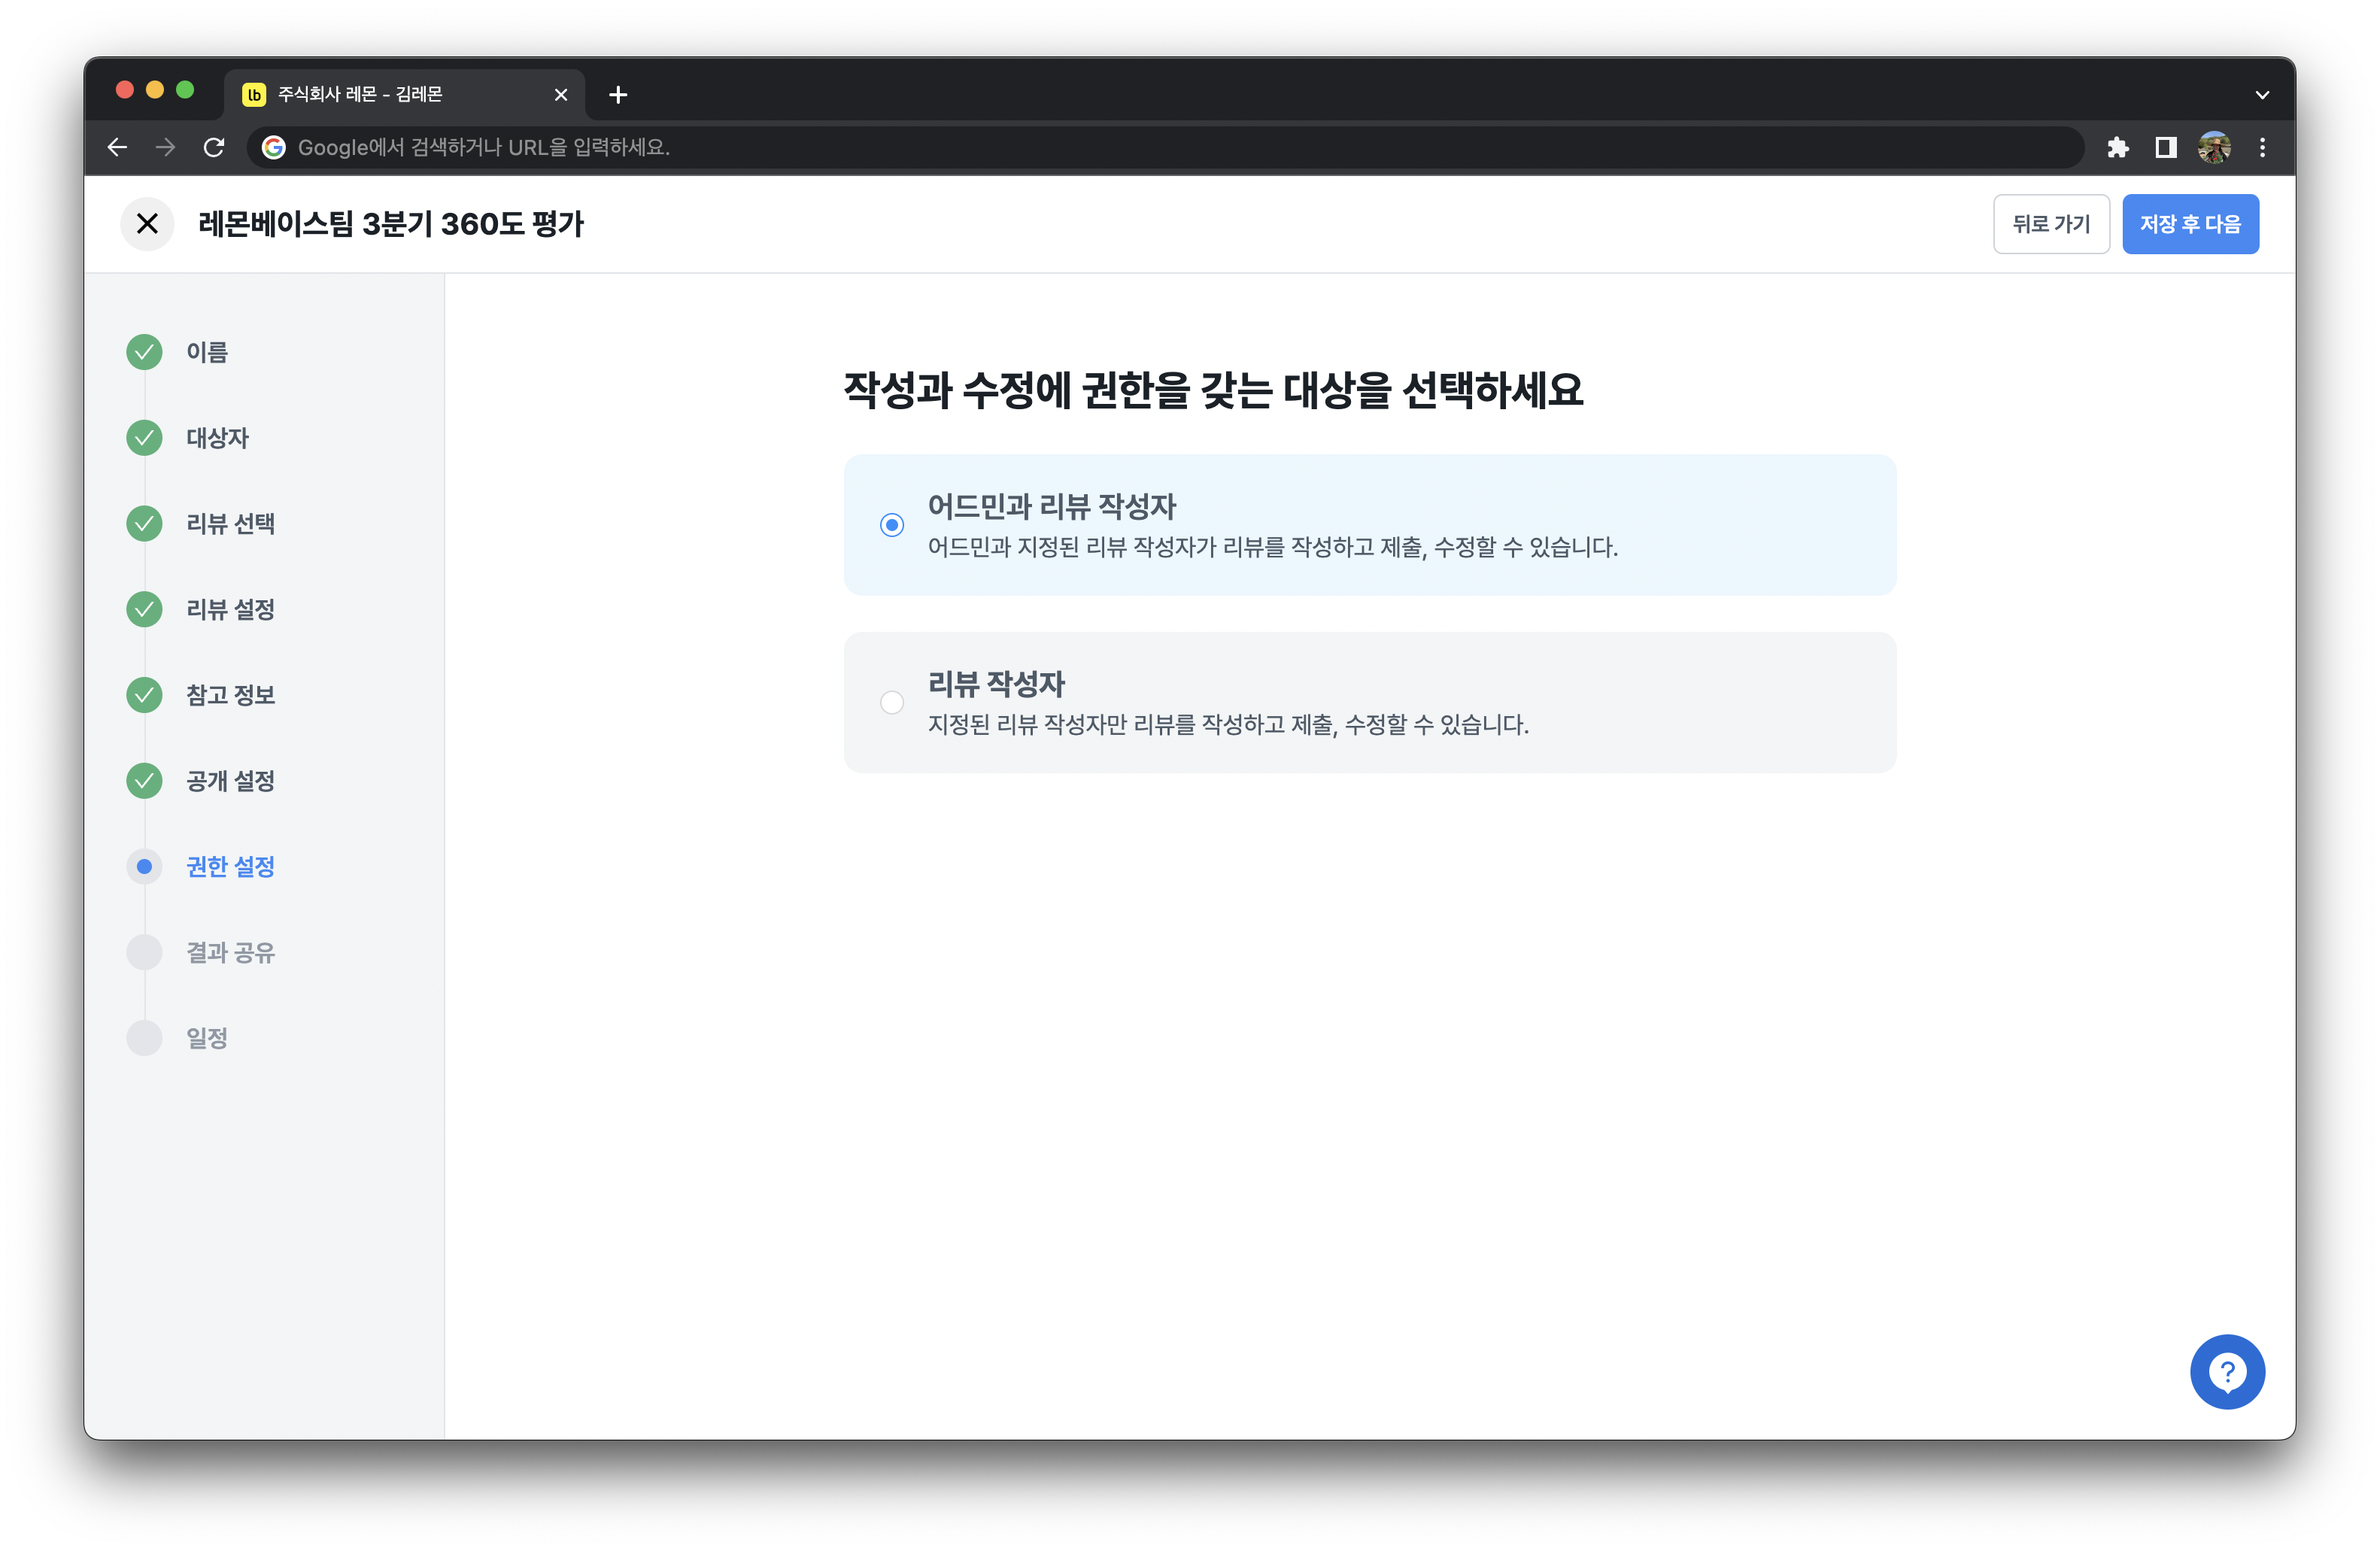 lb 주식회사 레몬 - 김레몬
Google에서 검색하거나 URL을 입력하세요.
레몬베이스팀 3분기 360도 평가
뒤로 가기
저장 후 다음
이름
대상자
리뷰 선택
리뷰 설정
참고 정보
공개 설정
권한 설정
결과 공유
일정
작성과 수정에 권한을 갖는 대상을 선택하세요
어드민과 리뷰 작성자
어드민과 지정된 리뷰 작성자가 리뷰를 작성하고 제출, 수정할 수 있습니다.
리뷰 작성자
지정된 리뷰 작성자만 리뷰를 작성하고 제출, 수정할 수 있습니다.
?